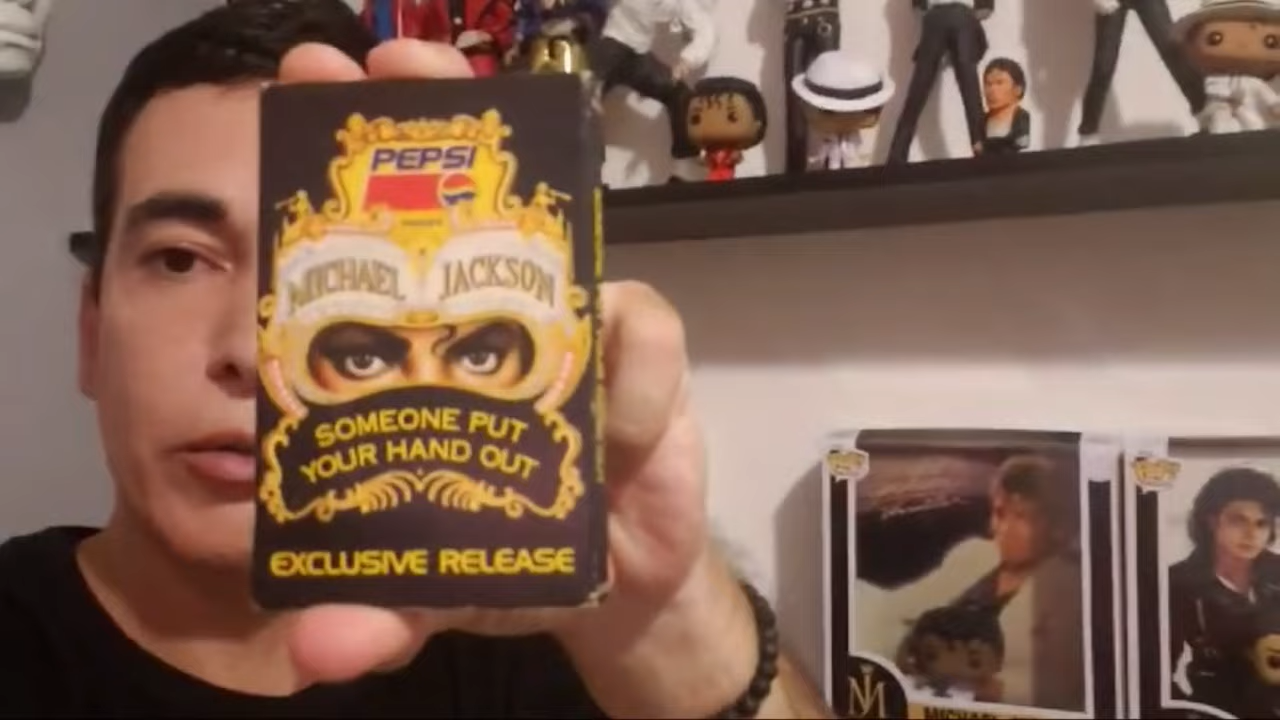 PEPSI
MICHAEL JACKSON
SOMEONE PUT
YOUR HAND OUT
EXCLUSIVE RELEASE